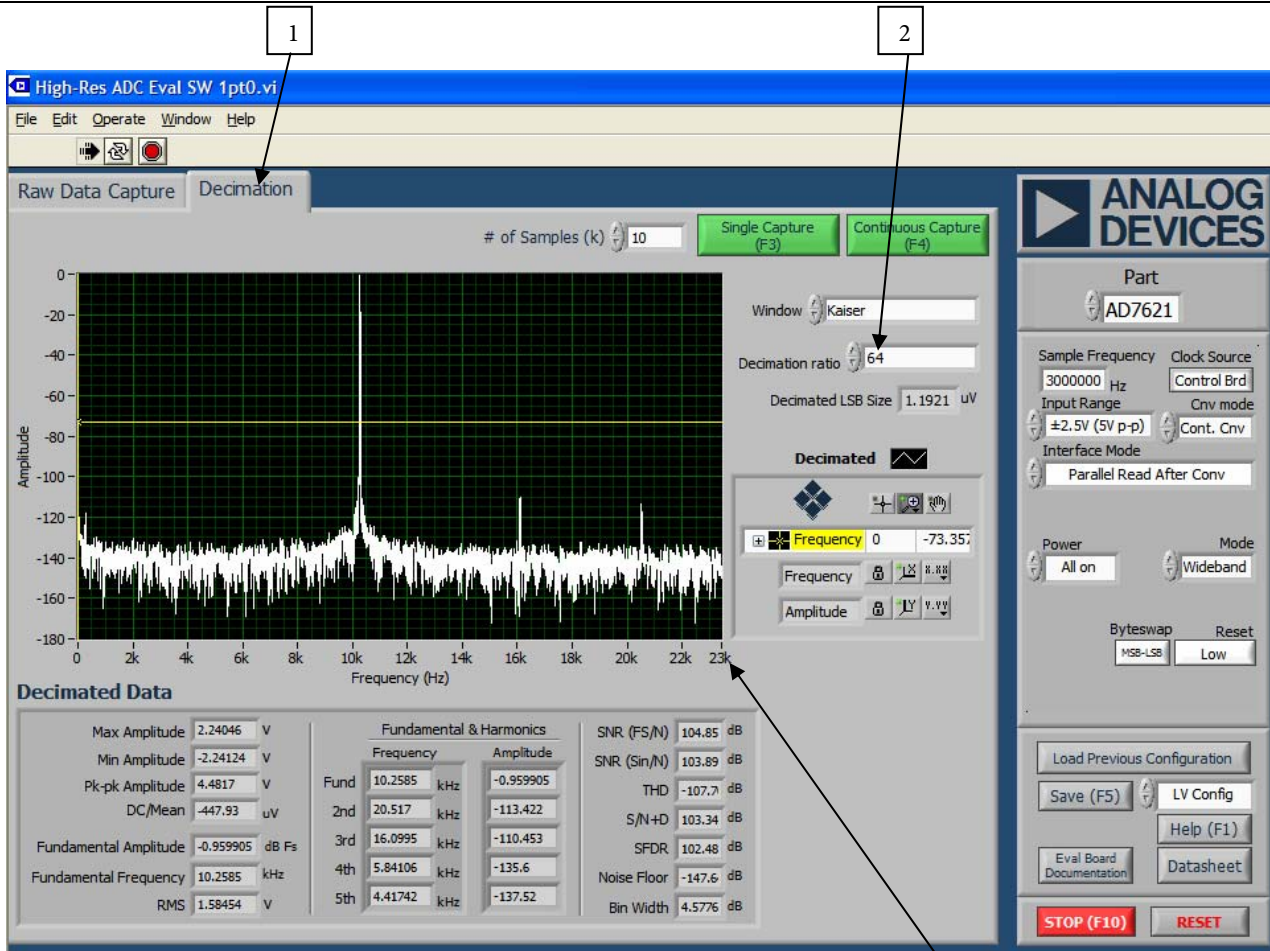 1
2
High-Res ADC Eval SW 1pt0.vi
File Edit Operate Window Help
Raw Data Capture
Decimation
# of Samples (k) 10
Single Capture
(F3)
Continuous Capture
(F4)
ANALOG
DEVICES
Part
AD7621
Window Kaiser
Decimation ratio 64
Decimated LSB Size 1.1921 uV
Decimated
Frequency 0 -73.357
Frequency X.XX
Amplitude Y.YY
Amplitude
0
-20
-40
-60
-80
-100
-120
-140
-160
-180
0 2k 4k 6k 8k 10k 12k 14k 16k 18k 20k 22k 23k
Frequency (Hz)
Sample Frequency Clock Source
3000000 Hz Control Brd
Input Range Cnv mode
±2.5V (5V p-p) Cont. Cnv
Interface Mode
Parallel Read After Conv
Power Mode
All on Wideband
Byteswap Reset
MSB-LSB Low
Decimated Data
Max Amplitude 2.24046 V
Min Amplitude -2.24124 V
Pk-pk Amplitude 4.4817 V
DC/Mean -447.93 uV
Fundamental Amplitude -0.959905 dB Fs
Fundamental Frequency 10.2585 kHz
RMS 1.58454 V
Fundamental & Harmonics
Frequency Amplitude
Fund 10.2585 kHz -0.959905
2nd 20.517 kHz -113.422
3rd 16.0995 kHz -110.453
4th 5.84106 kHz -135.6
5th 4.41742 kHz -137.52
SNR (FS/N) 104.85 dB
SNR (Sin/N) 103.89 dB
THD -107.7 dB
S/N+D 103.34 dB
SFDR 102.48 dB
Noise Floor -147.6 dB
Bin Width 4.5776 dB
Load Previous Configuration
Save (F5) LV Config
Help (F1)
Eval Board
Documentation
Datasheet
STOP (F10) RESET